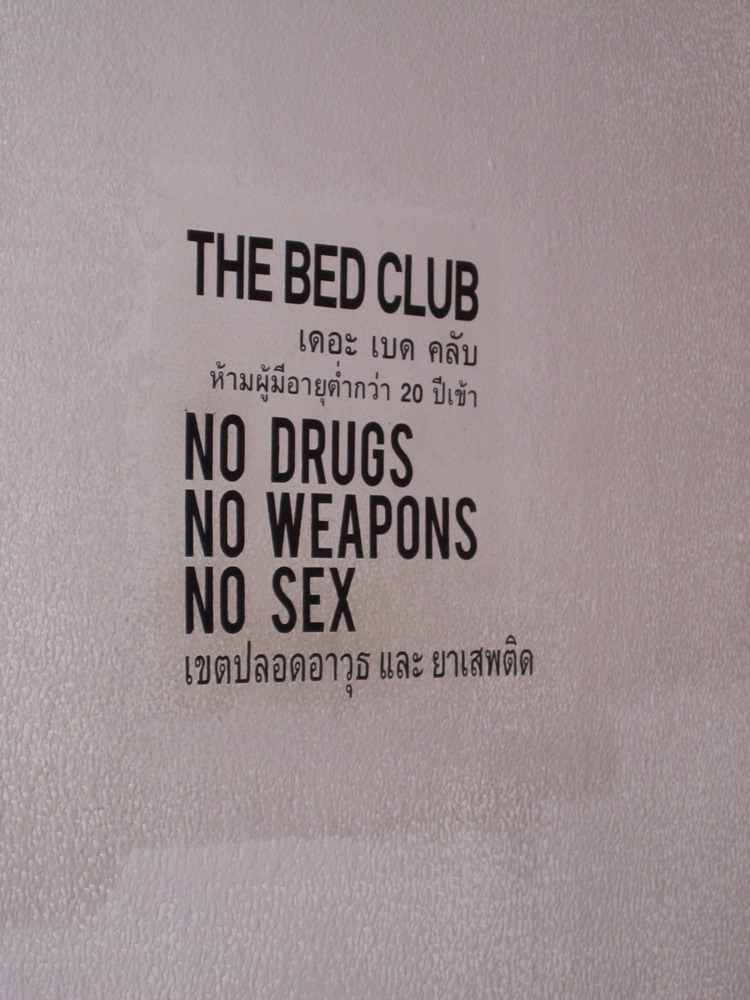 THE BED CLUB
เดอะ เบด คลับ
ห้ามผู้มีอายุต่ำกว่า 20 ปีเข้า
NO DRUGS
NO WEAPONS
NO SEX
เขตปลอดอาวุธ และ ยาเสพติด